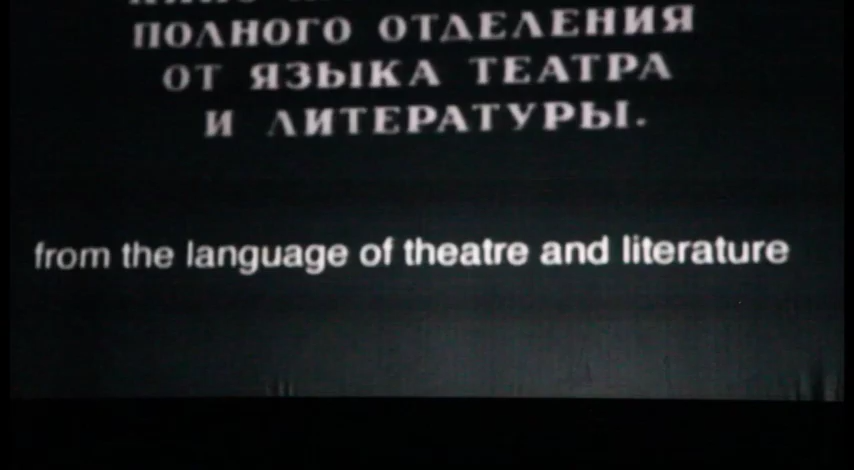 ПОЛНОГО ОТДЕЛЕНИЯ
ОТ ЯЗЫКА ТЕАТРА
И ЛИТЕРАТУРЫ.
from the language of theatre and literature